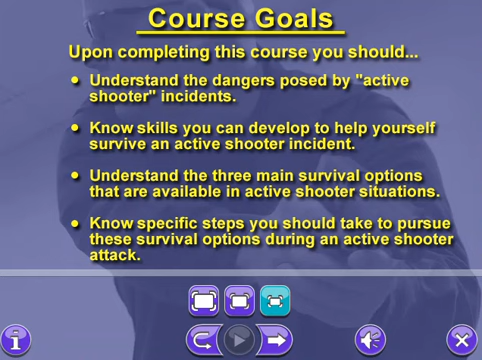 Course Goals
Upon completing this course you should...
• Understand the dangers posed by "active
shooter" incidents.
• Know skills you can develop to help yourself
survive an active shooter incident.
• Understand the three main survival options
that are available in active shooter situations.
• Know specific steps you should take to pursue
these survival options during an active shooter
attack.